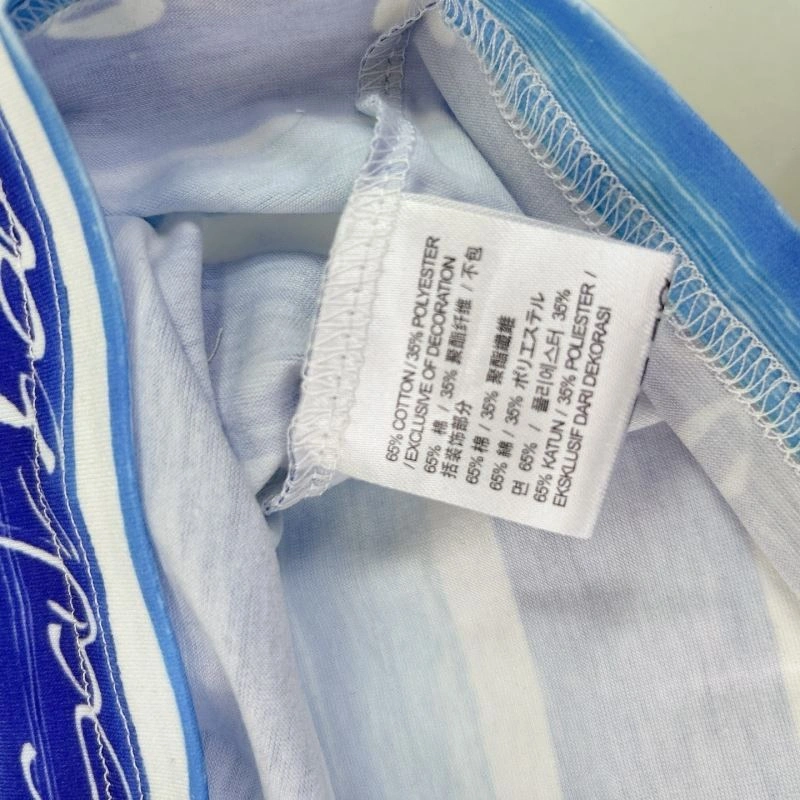 65% COTTON / 35% POLYESTER
/ EXCLUSIVE OF DECORATION
65% 棉 / 35% 聚酯纤维 / 不包
括装饰部分
65% 棉 / 35% 聚酯纖維
65% 綿 / 35% ポリエステル
면 65% / 폴리에스터 35%
65% KATUN / 35% POLIESTER /
EKSKLUSIF DARI DEKORASI